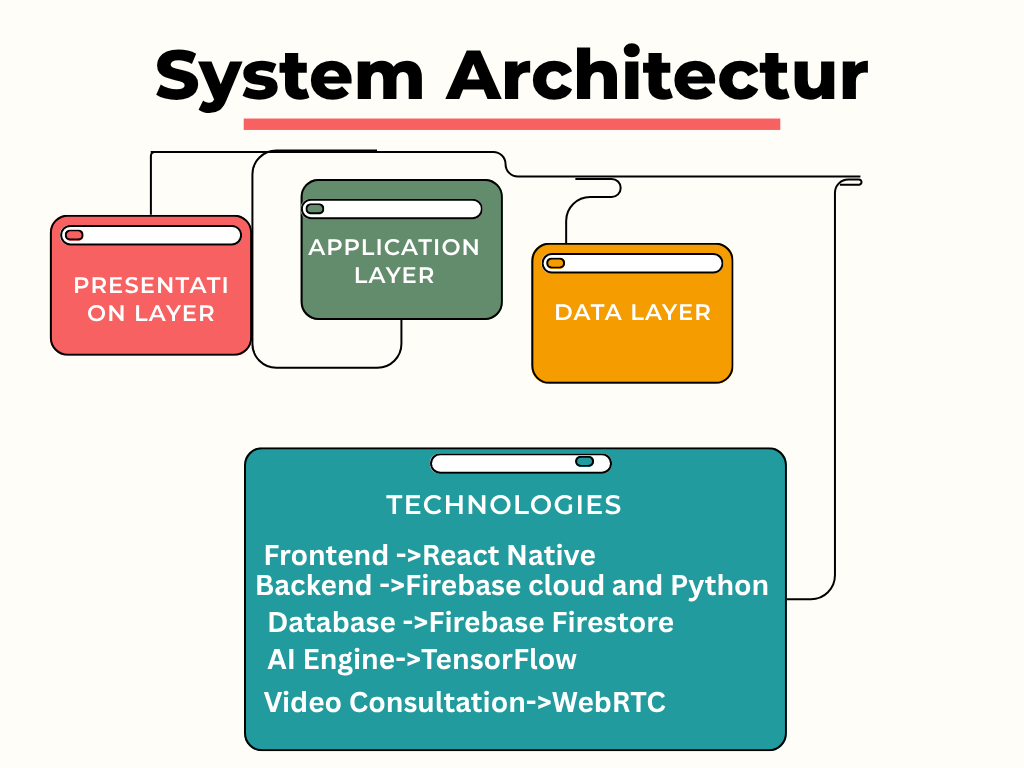 System Architectur
APPLICATION
LAYER
PRESENTATI
ON LAYER
DATA LAYER
TECHNOLOGIES
Frontend ->React Native
Backend ->Firebase cloud and Python
Database ->Firebase Firestore
AI Engine->TensorFlow
Video Consultation->WebRTC